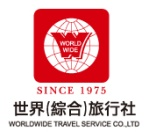 WORLD
WIDE
SINCE 1975
世界(綜合)旅行社
WORLDWIDE TRAVEL SERVICE CO.,LTD